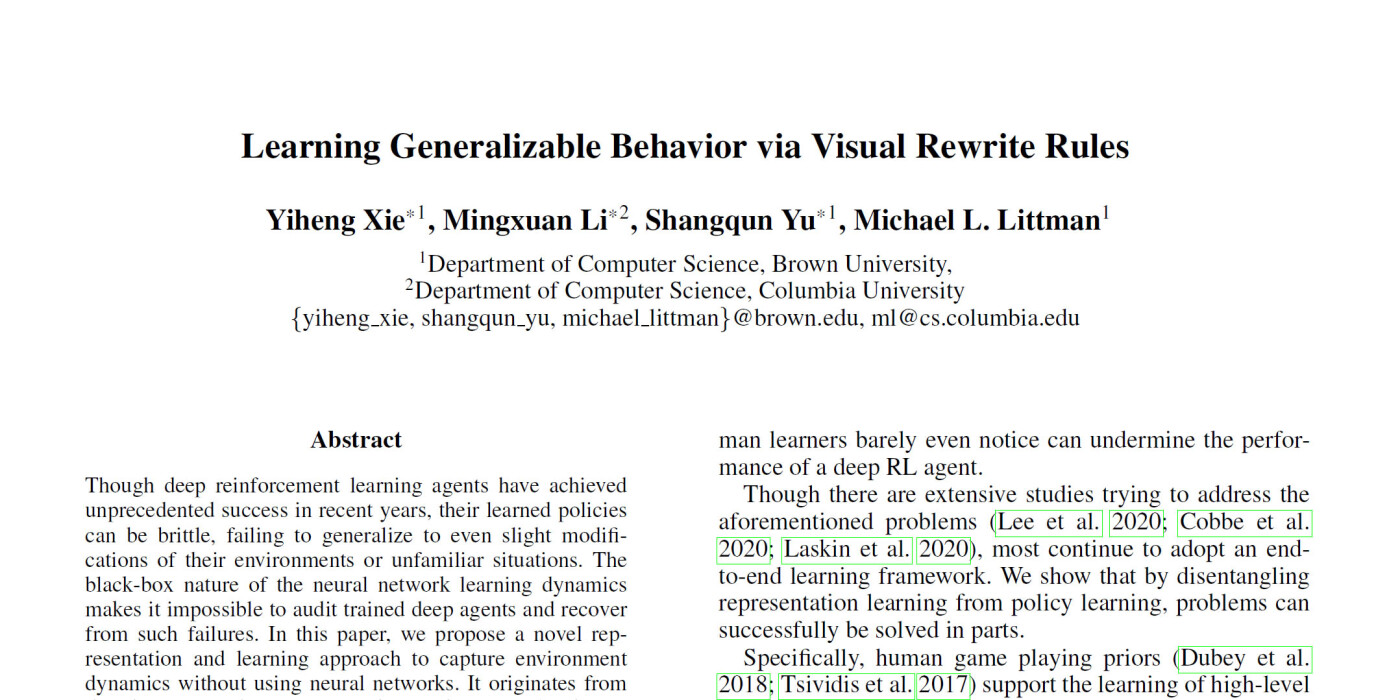 Learning Generalizable Behavior via Visual Rewrite Rules
Yiheng Xie*1, Mingxuan Li*2, Shangqun Yu*1, Michael L. Littman1
1Department of Computer Science, Brown University,
2Department of Computer Science, Columbia University
{yiheng_xie, shangqun_yu, michael_littman}@brown.edu, ml@cs.columbia.edu
Abstract
Though deep reinforcement learning agents have achieved
unprecedented success in recent years, their learned policies
can be brittle, failing to generalize to even slight modifi-
cations of their environments or unfamiliar situations. The
black-box nature of the neural network learning dynamics
makes it impossible to audit trained deep agents and recover
from such failures. In this paper, we propose a novel rep-
resentation and learning approach to capture environment
dynamics without using neural networks. It originates from
man learners barely even notice can undermine the perfor-
mance of a deep RL agent.
Though there are extensive studies trying to address the
aforementioned problems (Lee et al. 2020; Cobbe et al.
2020; Laskin et al. 2020), most continue to adopt an end-
to-end learning framework. We show that by disentangling
representation learning from policy learning, problems can
successfully be solved in parts.
Specifically, human game playing priors (Dubey et al.
2018; Tsividis et al. 2017) support the learning of high-level